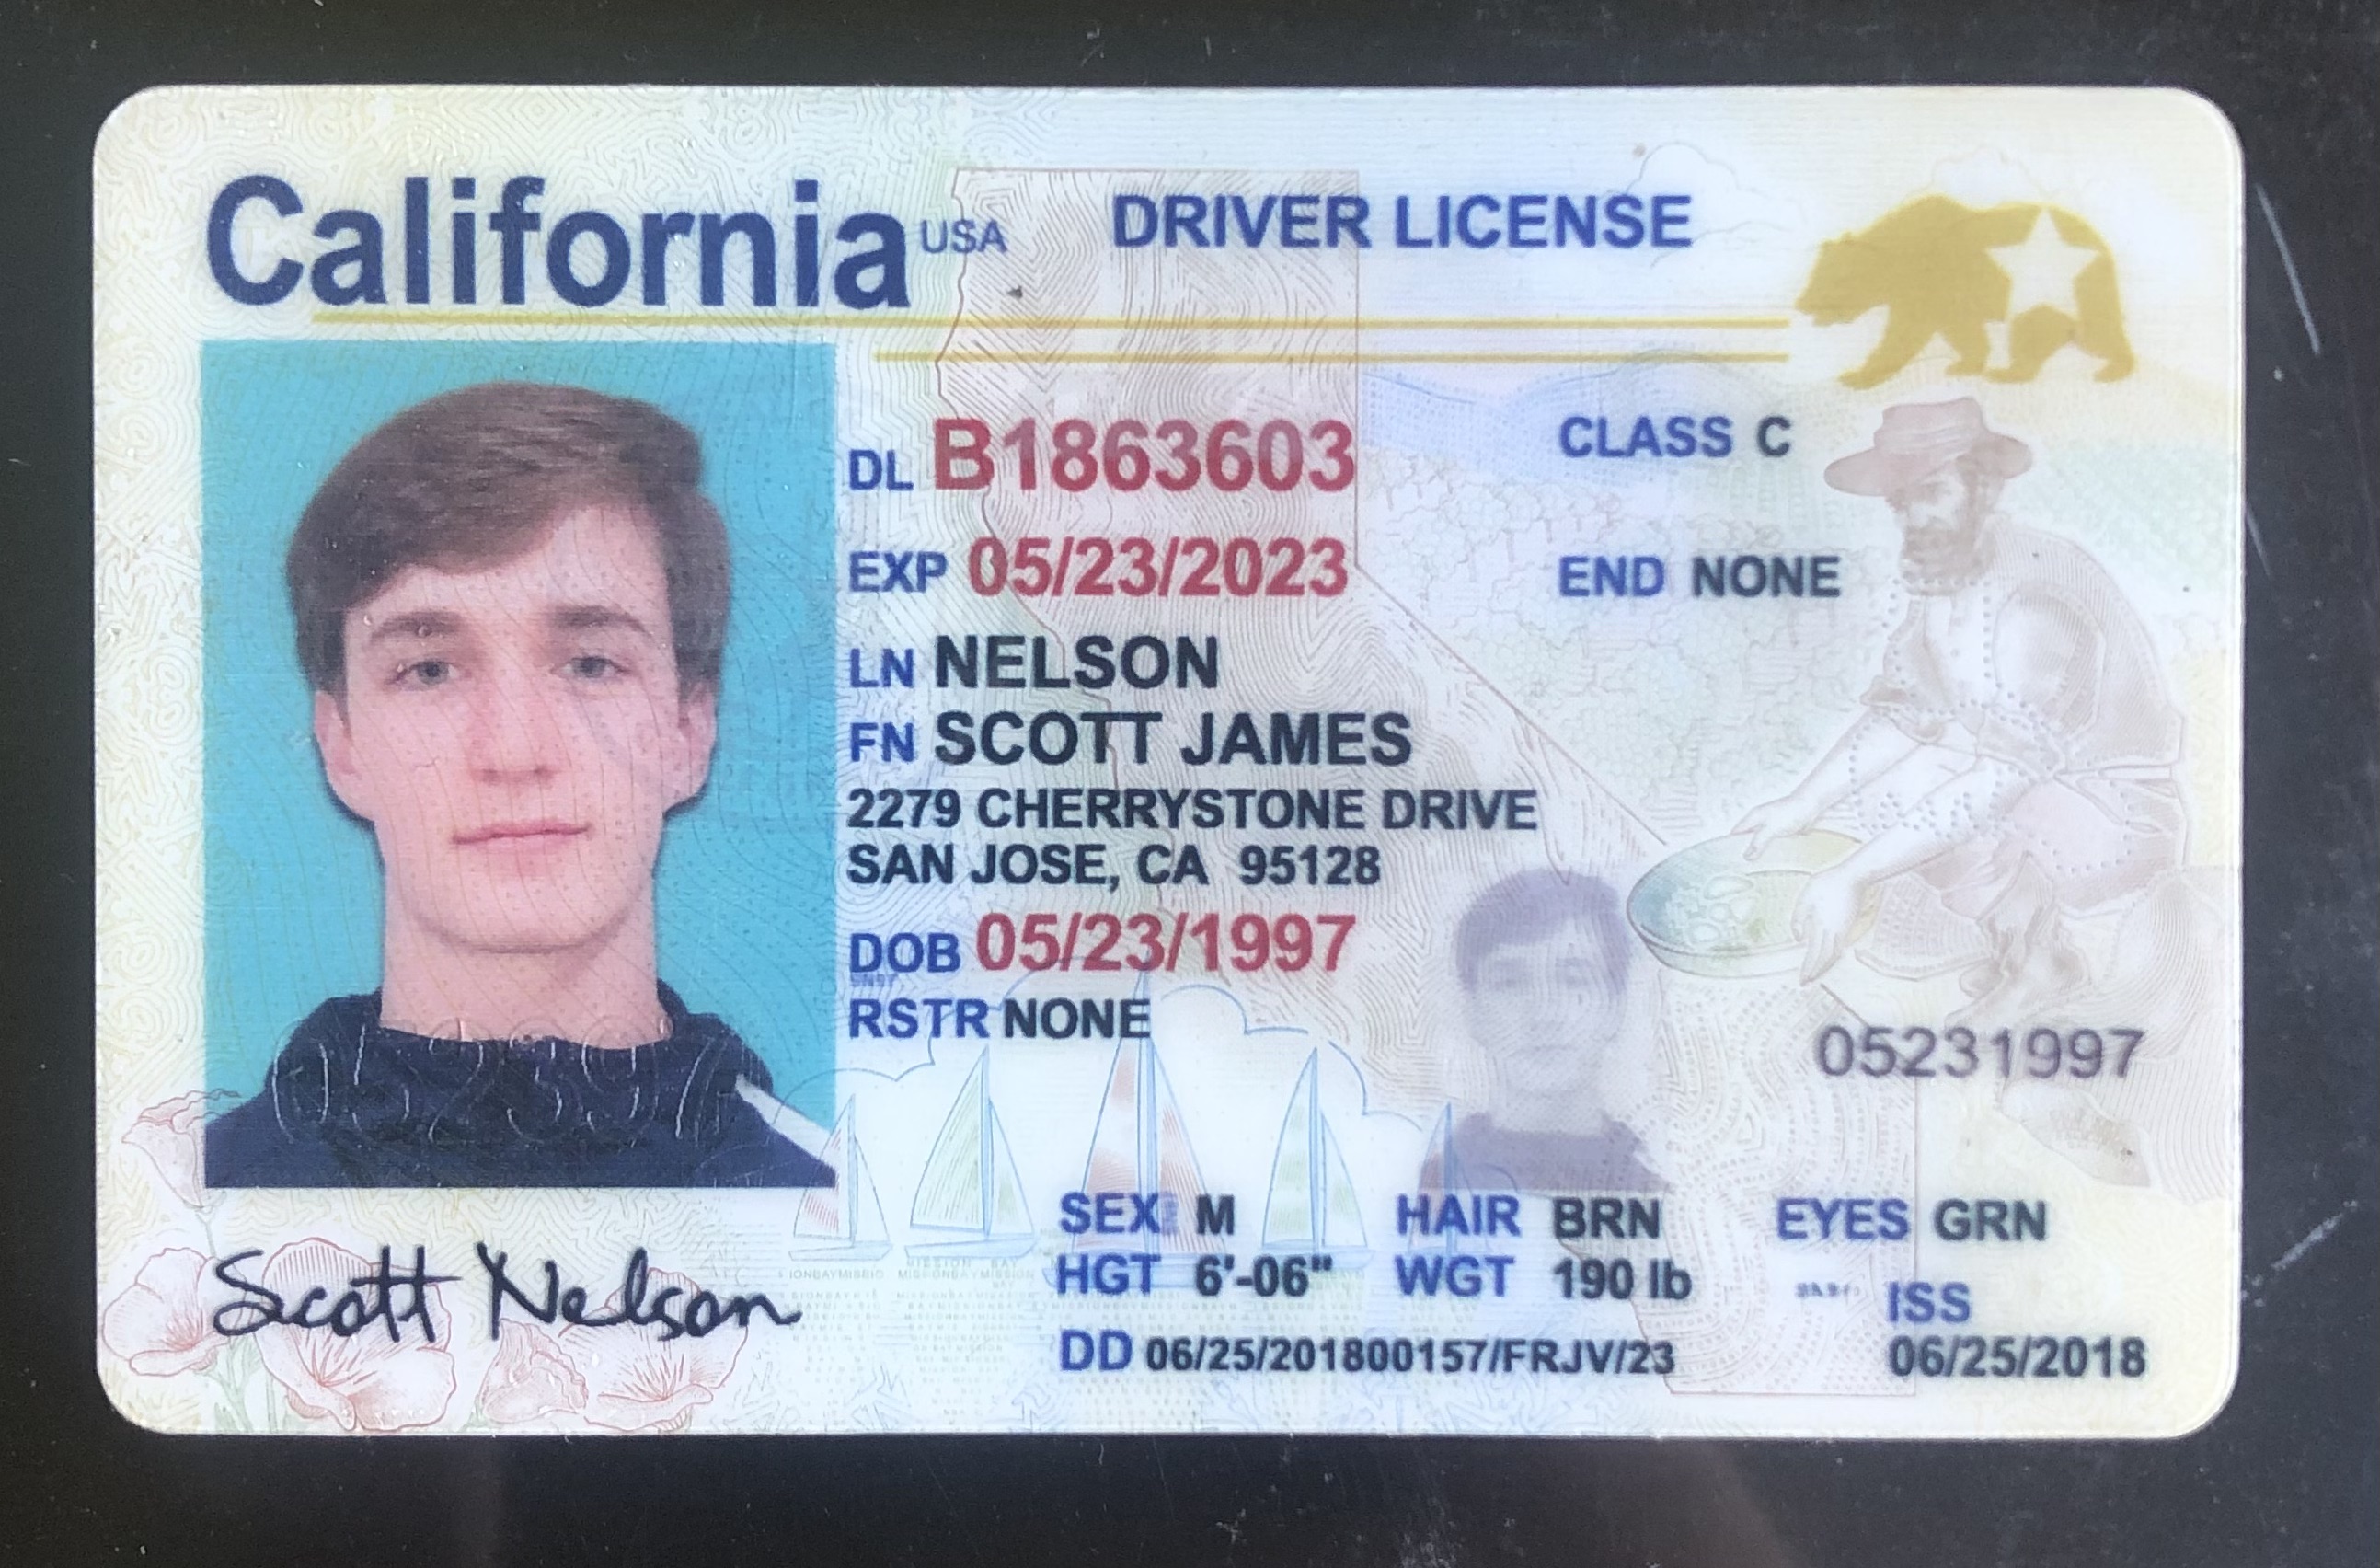 California USA DRIVER LICENSE
DL B1863603 CLASS C
EXP 05/23/2023 END NONE
LN NELSON
FN SCOTT JAMES
2279 CHERRYSTONE DRIVE
SAN JOSE, CA 95128
DOB 05/23/1997
RSTR NONE
05231997
SEX M HAIR BRN EYES GRN
HGT 6'-06" WGT 190 lb ISS
DD 06/25/201800157/FRJV/23 06/25/2018
Scott Nelson